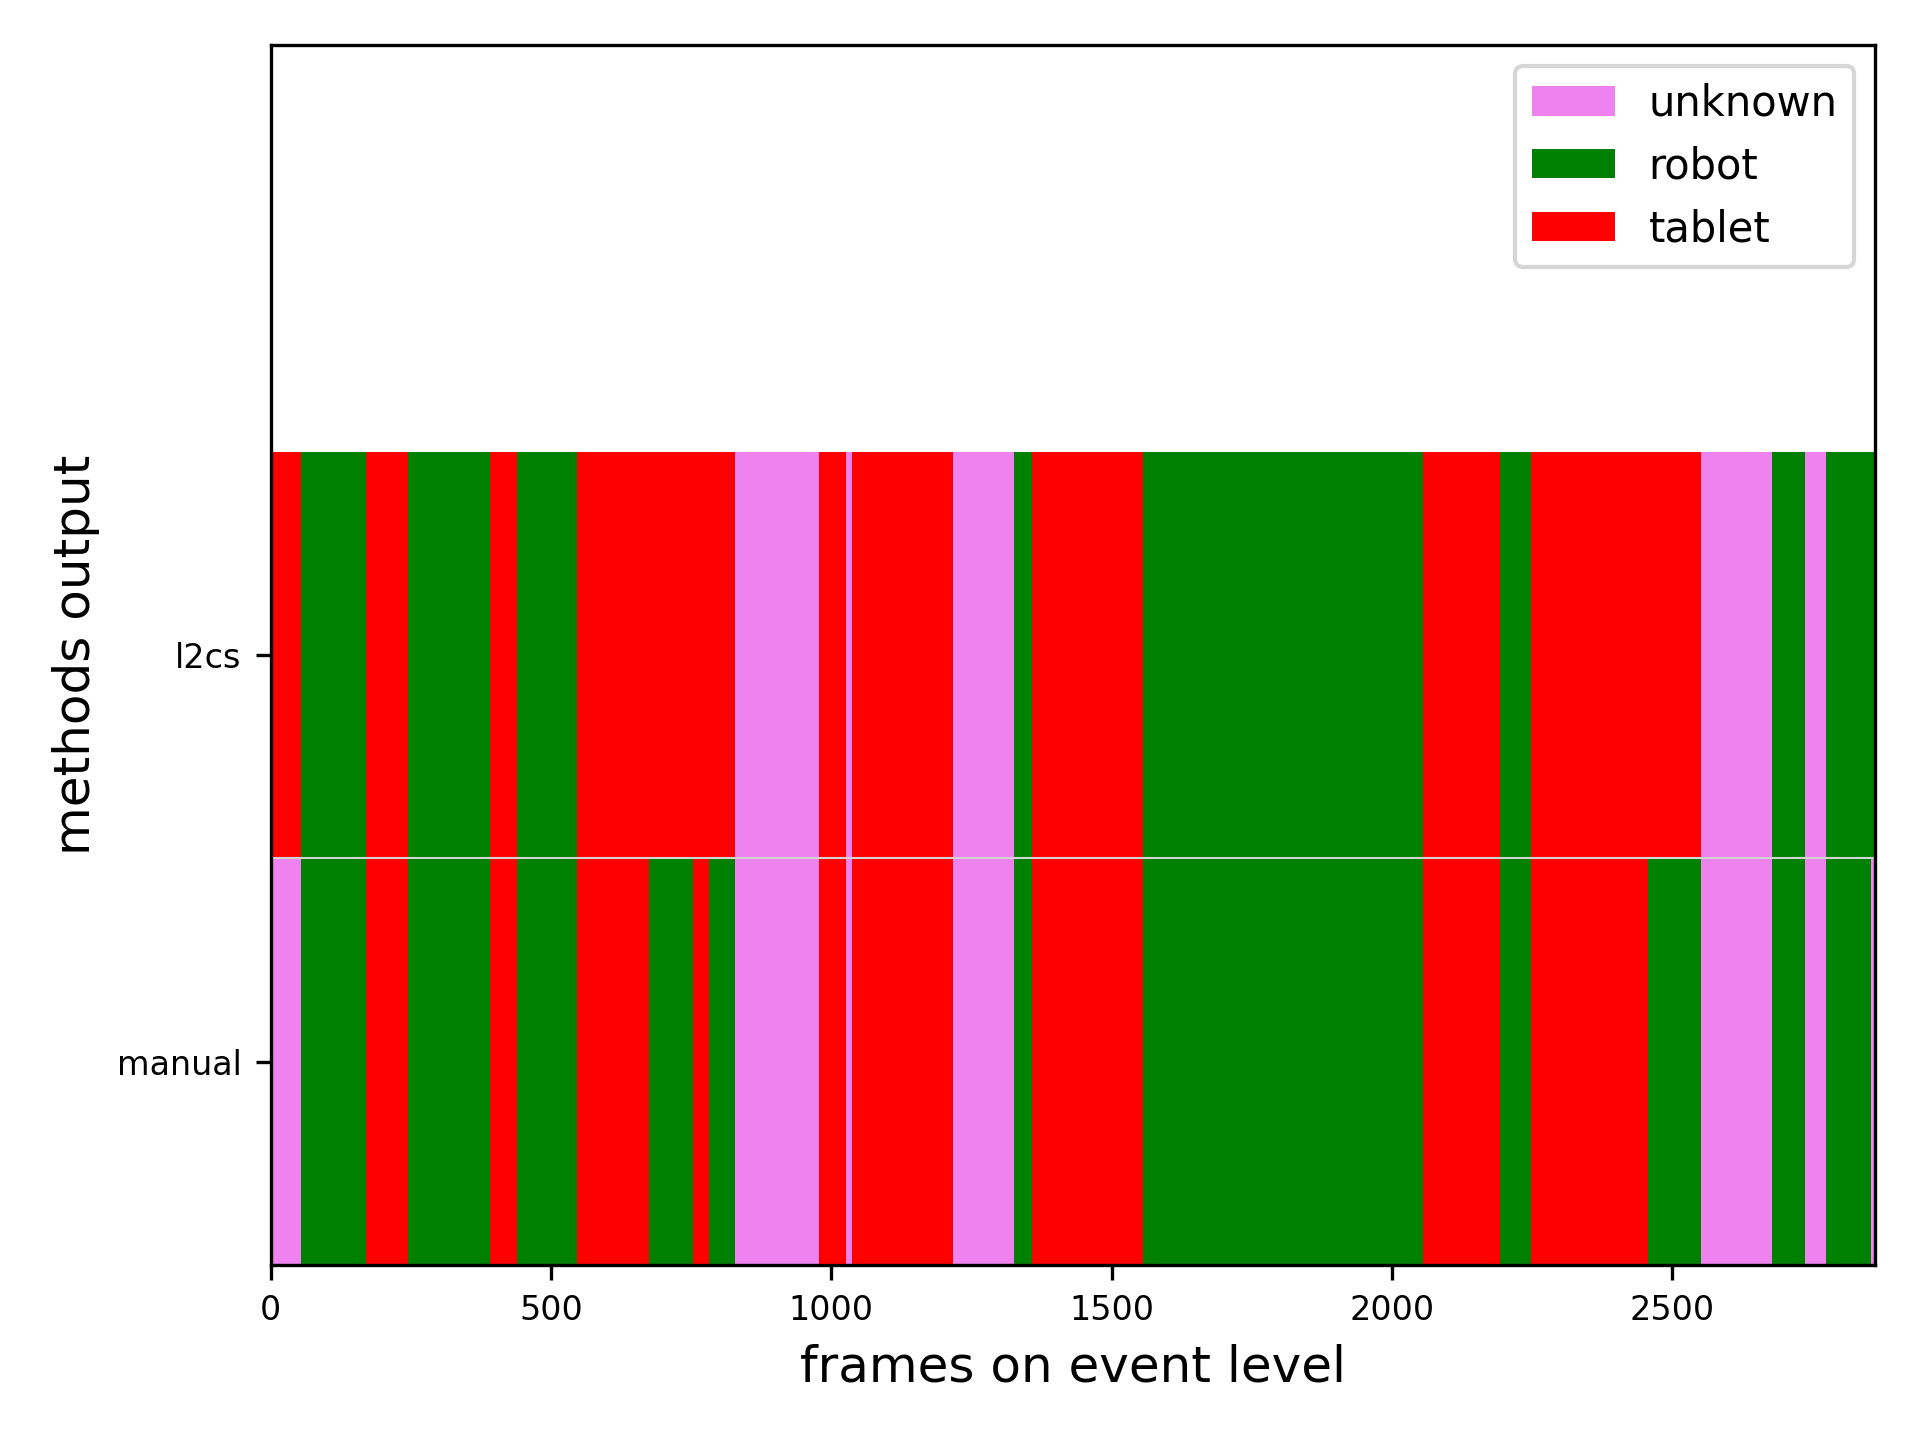 unknown
robot
tablet
methods output
l2cs
manual
0 500 1000 1500 2000 2500
frames on event level